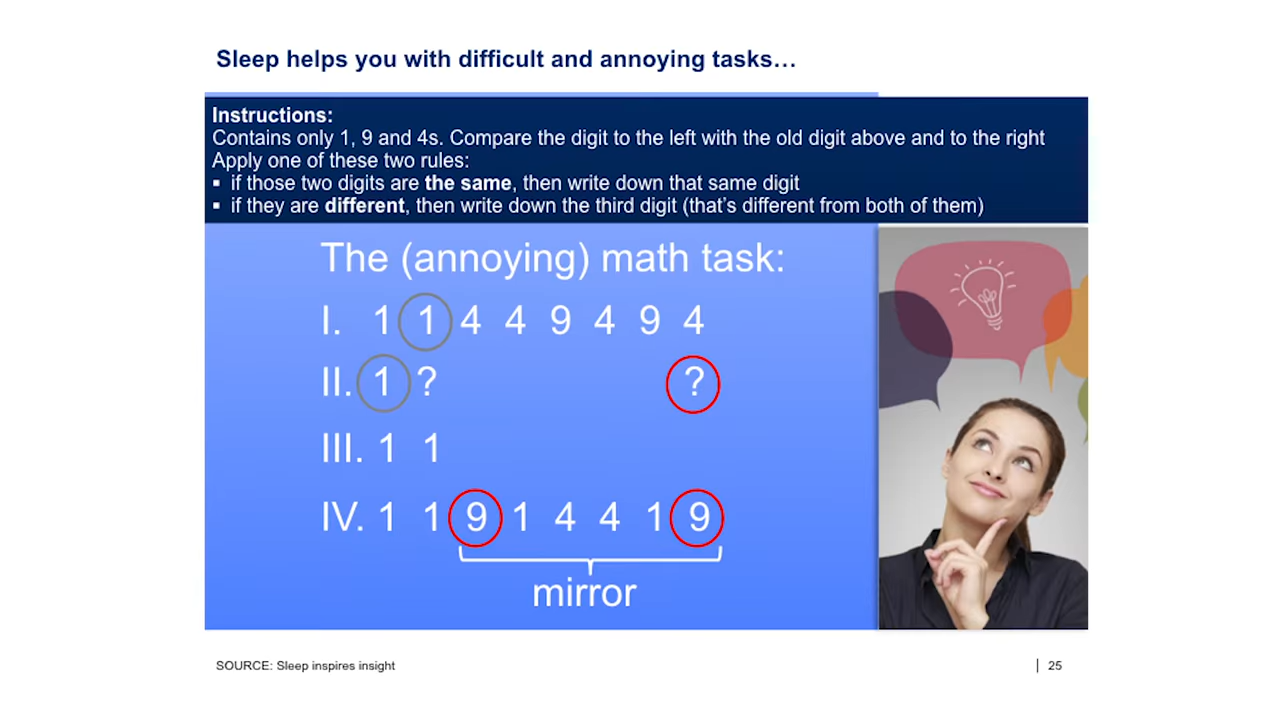 Sleep helps you with difficult and annoying tasks…
Instructions:
Contains only 1, 9 and 4s. Compare the digit to the left with the old digit above and to the right
Apply one of these two rules:
▪ if those two digits are the same, then write down that same digit
▪ if they are different, then write down the third digit (that’s different from both of them)
The (annoying) math task:
I. 1 1 4 4 9 4 9 4
II. 1 ? ?
III. 1 1
IV. 1 1 9 1 4 4 1 9
mirror
SOURCE: Sleep inspires insight
| 25